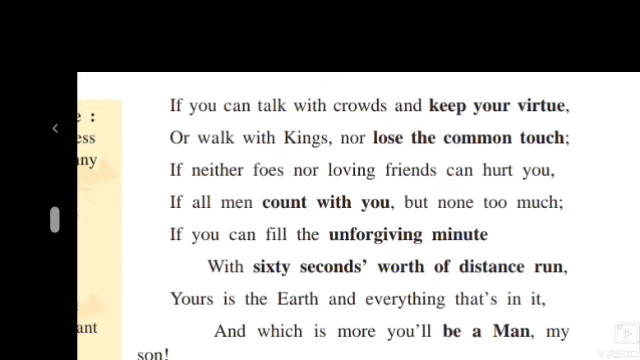 e :
ess
any
ant
If you can talk with crowds and keep your virtue,
Or walk with Kings, nor lose the common touch;
If neither foes nor loving friends can hurt you,
If all men count with you, but none too much;
If you can fill the unforgiving minute
With sixty seconds’ worth of distance run,
Yours is the Earth and everything that’s in it,
And which is more you’ll be a Man, my
son!